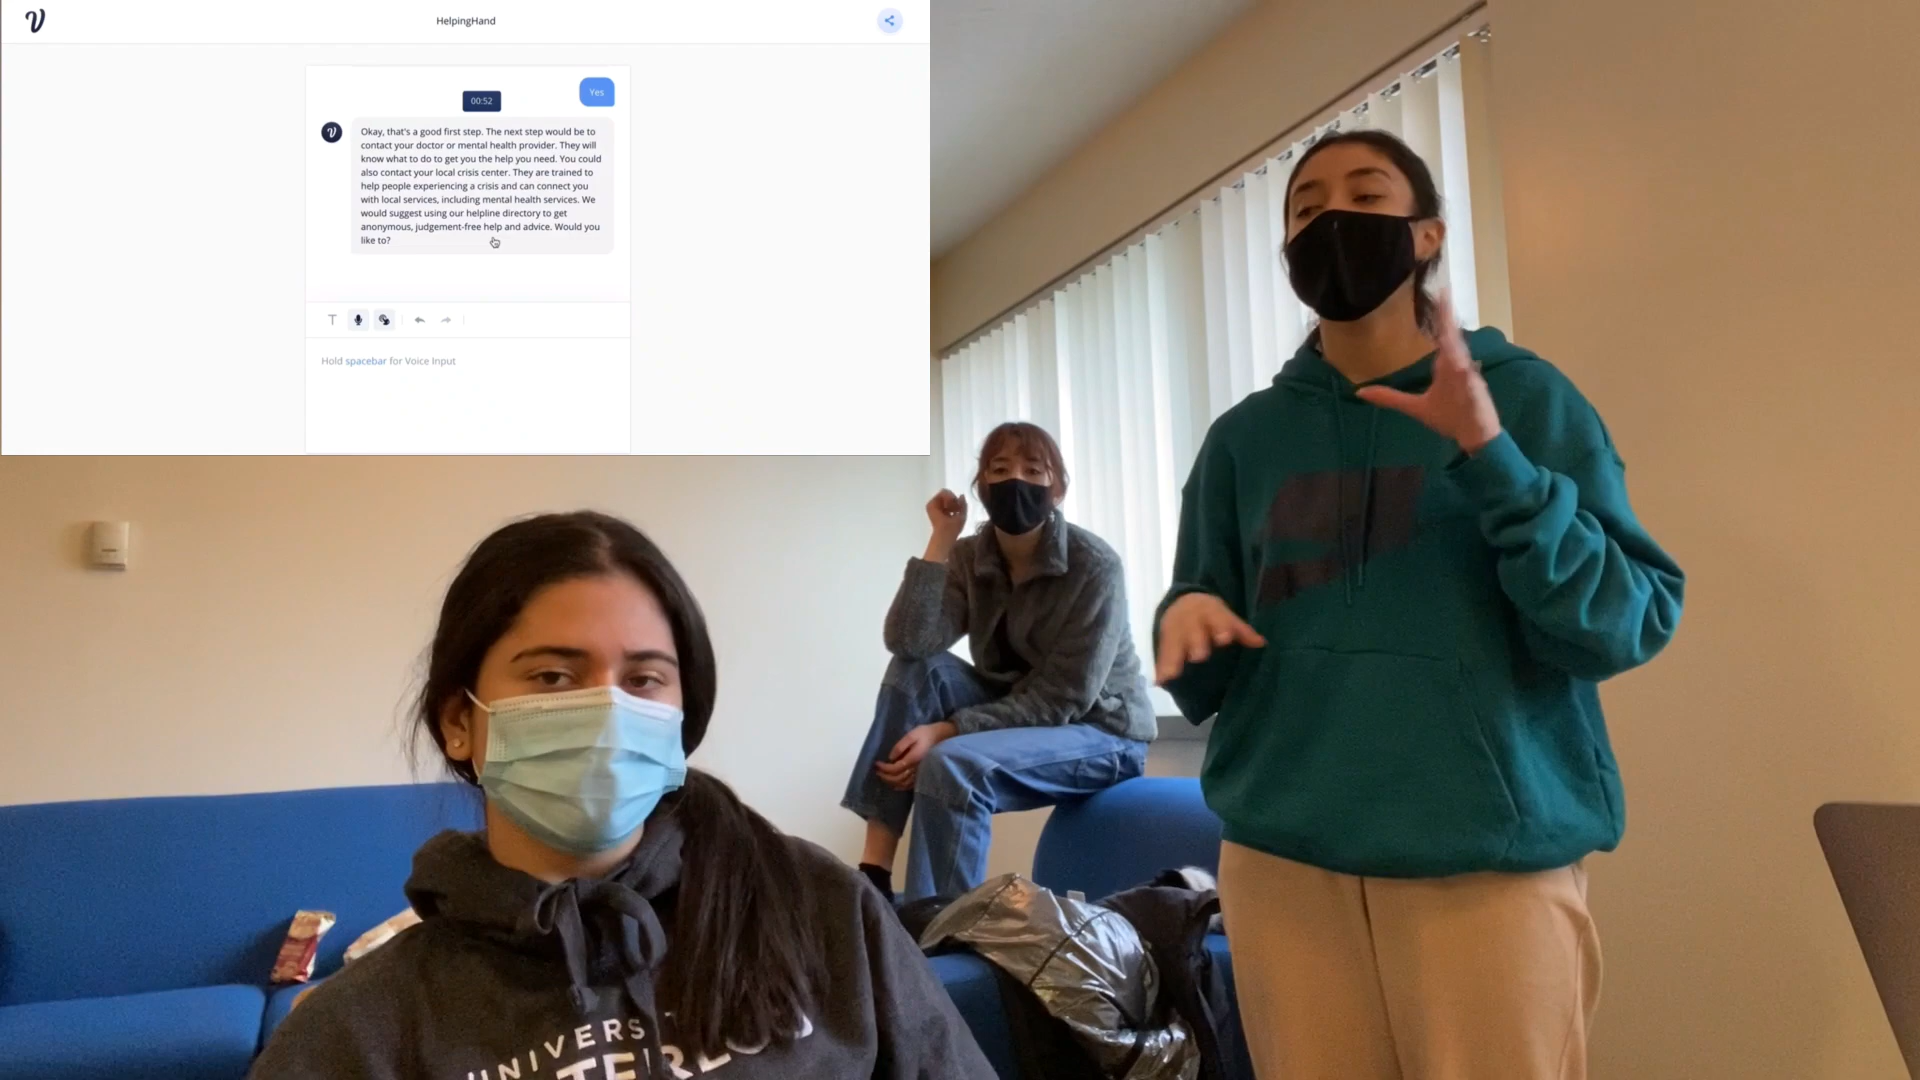 HelpingHand
Yes
00:52
Okay, that's a good first step. The next step would be to
contact your doctor or mental health provider. They will
know what to do to get you the help you need. You could
also contact your local crisis center. They are trained to
help people experiencing a crisis and can connect you
with local services, including mental health services. We
would suggest using our helpline directory to get
anonymous, judgement-free help and advice. Would you
like to?
T
Hold spacebar for Voice Input